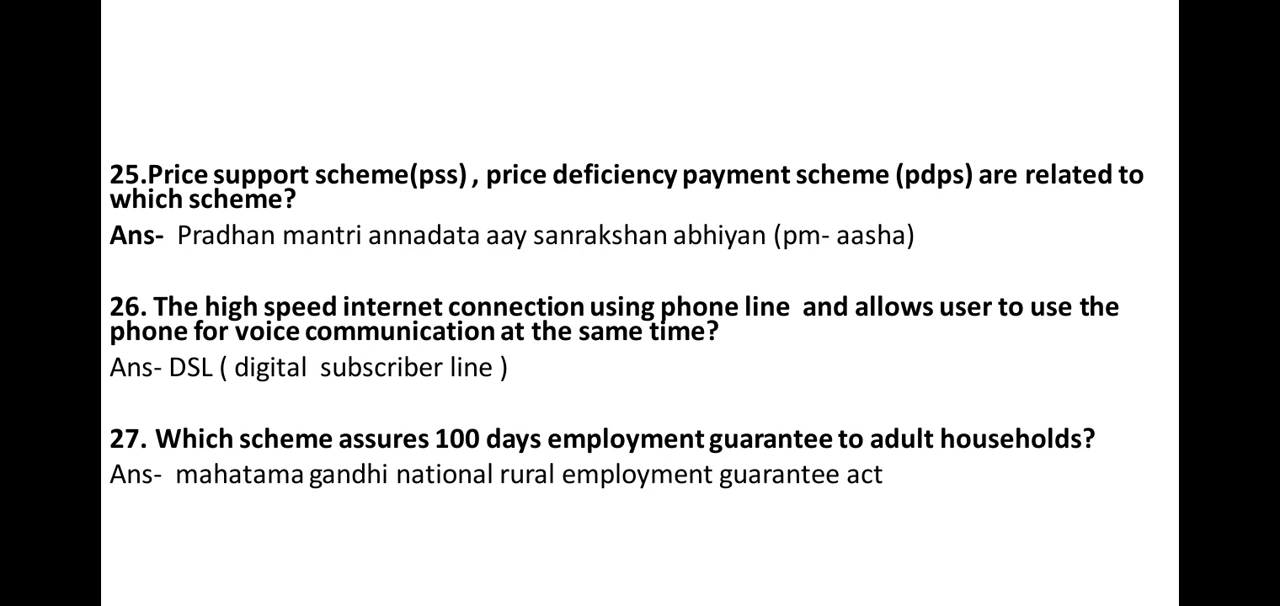 25.Price support scheme(pss) , price deficiency payment scheme (pdps) are related to
which scheme?
Ans- Pradhan mantri annadata aay sanrakshan abhiyan (pm- aasha)
26. The high speed internet connection using phone line and allows user to use the
phone for voice communication at the same time?
Ans- DSL ( digital subscriber line )
27. Which scheme assures 100 days employment guarantee to adult households?
Ans- mahatama gandhi national rural employment guarantee act